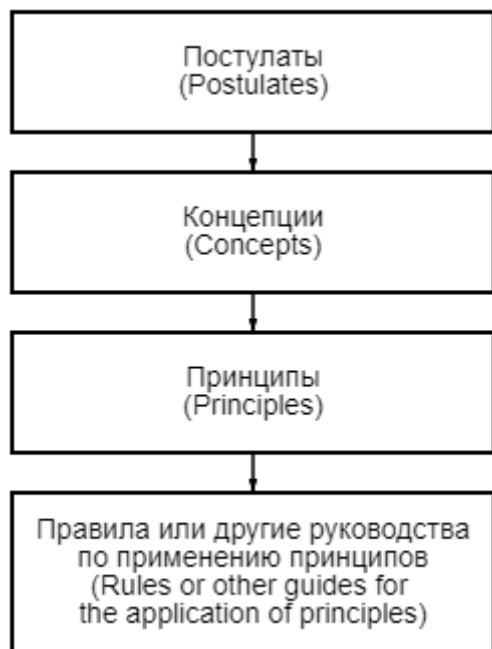 Постулаты
(Postulates)
Концепции
(Concepts)
Принципы
(Principles)
Правила или другие руководства
по применению принципов
(Rules or other guides for
the application of principles)